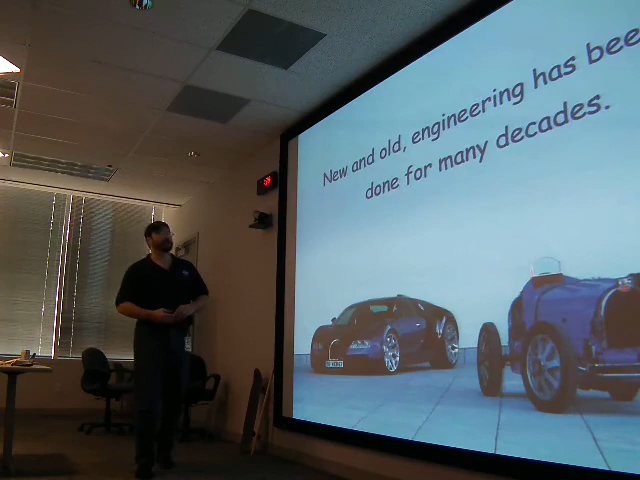 New and old, engineering has bee
done for many decades.